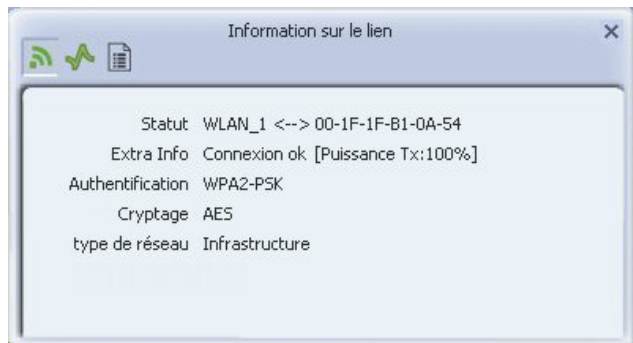 Information sur le lien
Statut WLAN_1 <--> 00-1F-1F-B1-0A-54
Extra Info Connexion ok [Puissance Tx:100%]
Authentification WPA2-PSK
Cryptage AES
type de réseau Infrastructure